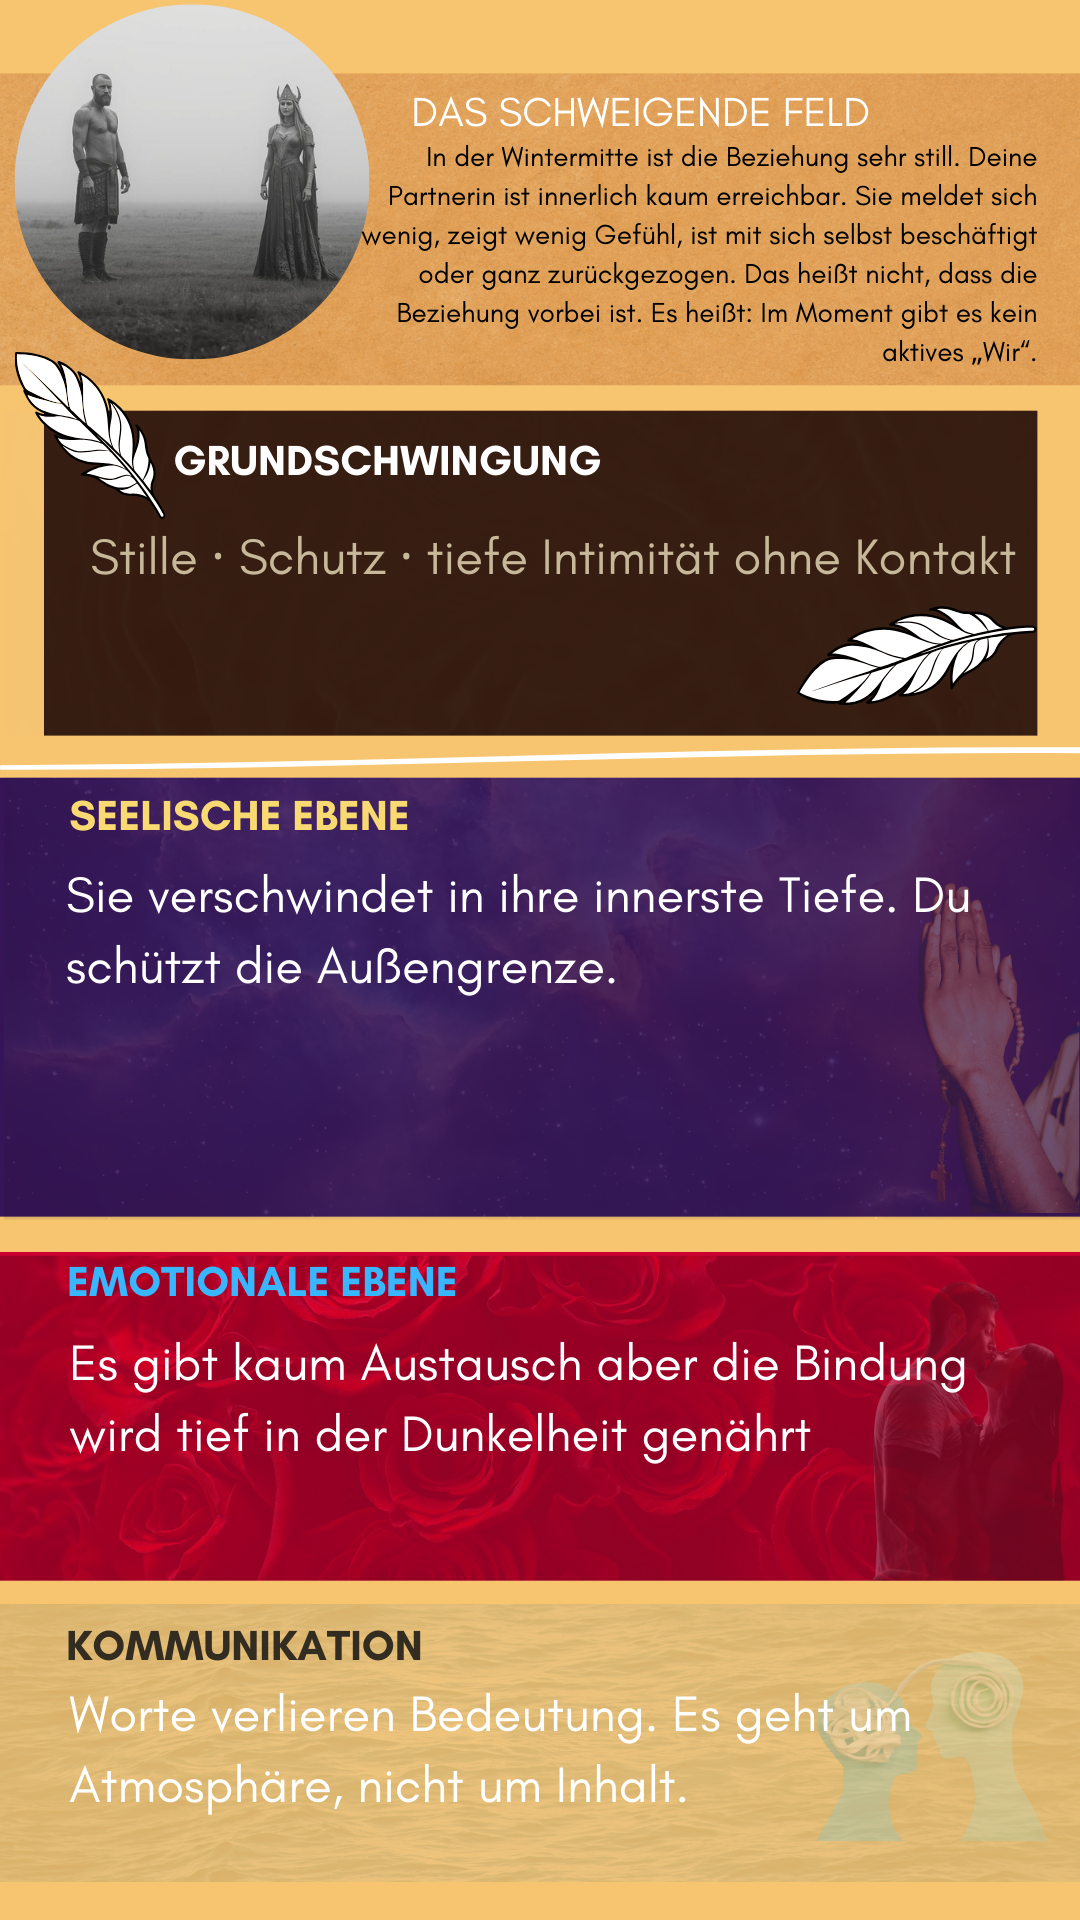 DAS SCHWEIGENDE FELD
In der Wintermitte ist die Beziehung sehr still. Deine
Partnerin ist innerlich kaum erreichbar. Sie meldet sich
wenig, zeigt wenig Gefühl, ist mit sich selbst beschäftigt
oder ganz zurückgezogen. Das heißt nicht, dass die
Beziehung vorbei ist. Es heißt: Im Moment gibt es kein
aktives „Wir“.
GRUNDSCHWINGUNG
Stille · Schutz · tiefe Intimität ohne Kontakt
SEELISCHE EBENE
Sie verschwindet in ihre innerste Tiefe. Du
schützt die Außengrenze.
EMOTIONALE EBENE
Es gibt kaum Austausch aber die Bindung
wird tief in der Dunkelheit genährt
KOMMUNIKATION
Worte verlieren Bedeutung. Es geht um
Atmosphäre, nicht um Inhalt.